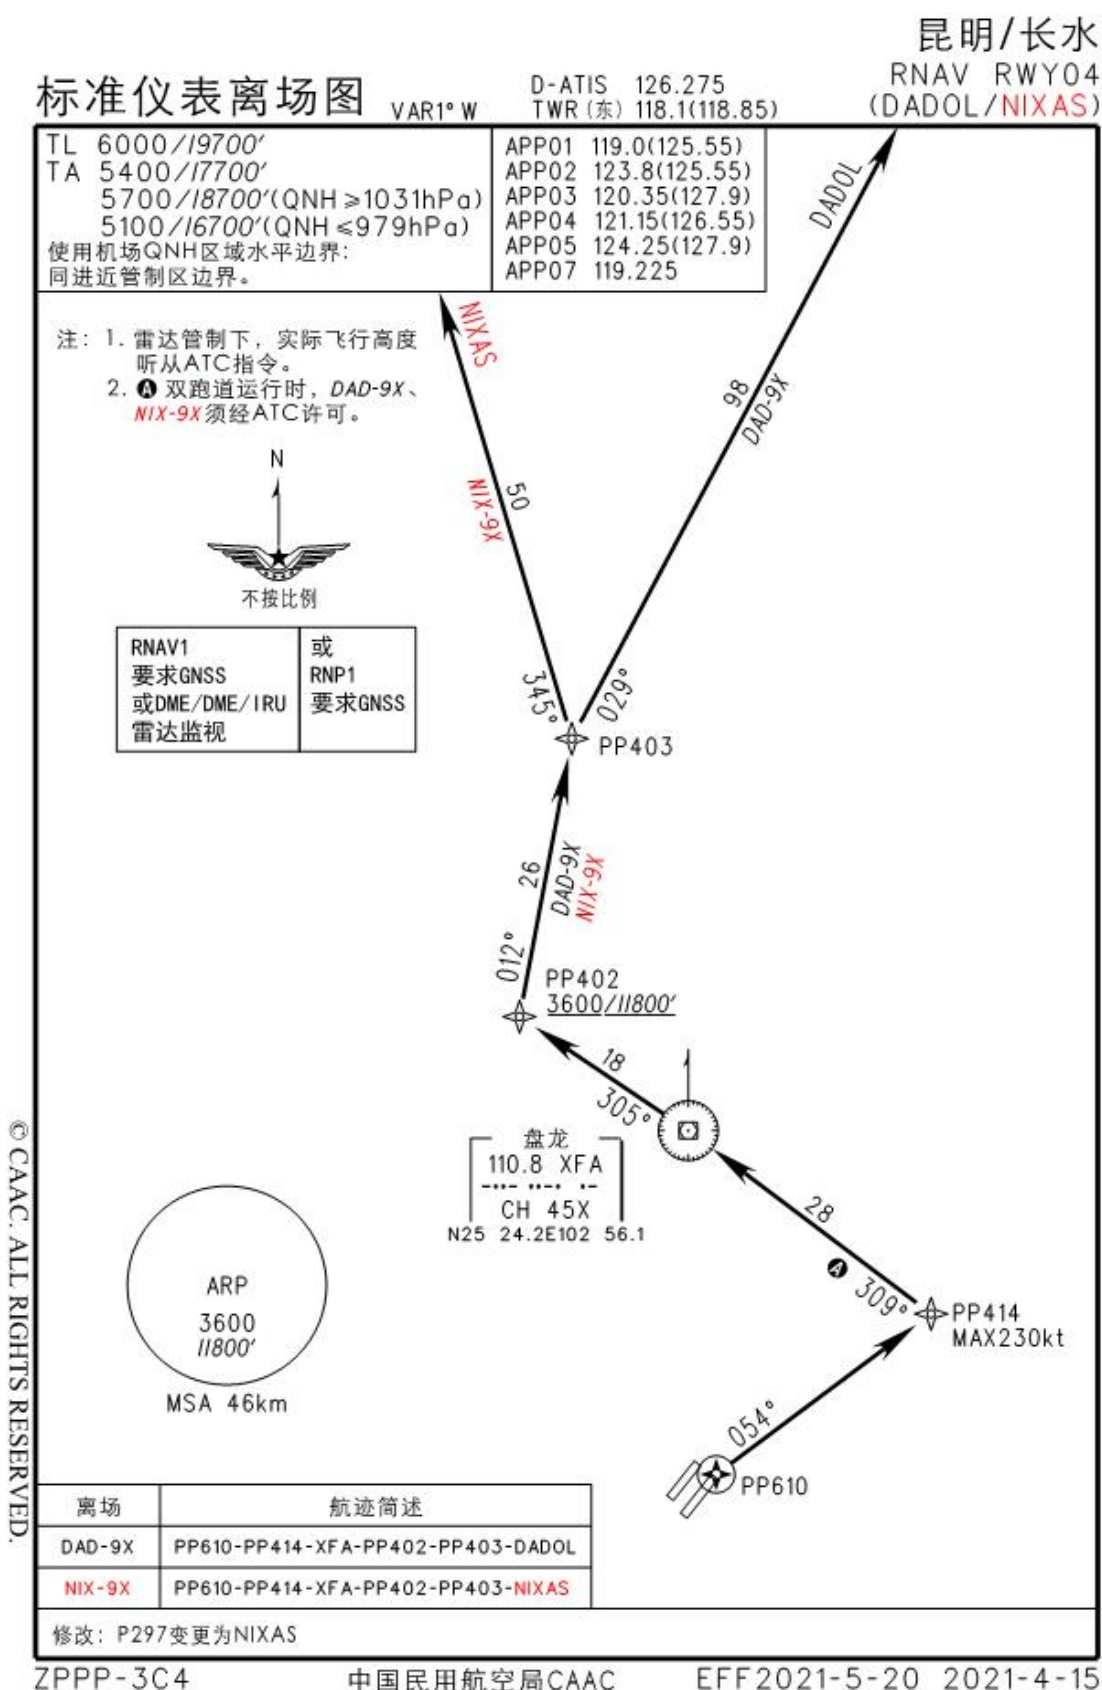 昆明/长水
标准仪表离场图
VAR1° W
D-ATIS 126.275
TWR(东) 118.1(118.85)
RNAV RWY04
(DADOL/NIXAS)
TL 6000/19700′
TA 5400/17700′
5700/18700′(QNH≥1031hPa)
5100/16700′(QNH≤979hPa)
使用机场QNH区域水平边界:
同进近管制区边界。
APP01 119.0(125.55)
APP02 123.8(125.55)
APP03 120.35(127.9)
APP04 121.15(126.55)
APP05 124.25(127.9)
APP07 119.225
DADOL
NIXAS
注: 1. 雷达管制下, 实际飞行高度
听从ATC指令。
2. A 双跑道运行时, DAD-9X、
NIX-9X须经ATC许可。
98
DAD-9X
N
50
NIX-9X
不按比例
RNAV1
要求GNSS
或DME/DME/IRU
雷达监视
或
RNP1
要求GNSS
345°
029°
PP403
26
DAD-9X
NIX-9X
012°
PP402
3600/11800′
18
305°
盘龙
110.8 XFA
-··- ··-· ·-
CH 45X
N25 24.2E102 56.1
28
A
309°
PP414
MAX230kt
ARP
3600
11800′
MSA 46km
054°
PP610
离场 航迹简述
DAD-9X PP610-PP414-XFA-PP402-PP403-DADOL
NIX-9X PP610-PP414-XFA-PP402-PP403-NIXAS
修改: P297变更为NIXAS
ZPPP-3C4 中国民用航空局CAAC EFF2021-5-20 2021-4-15
© CAAC. ALL RIGHTS RESERVED.